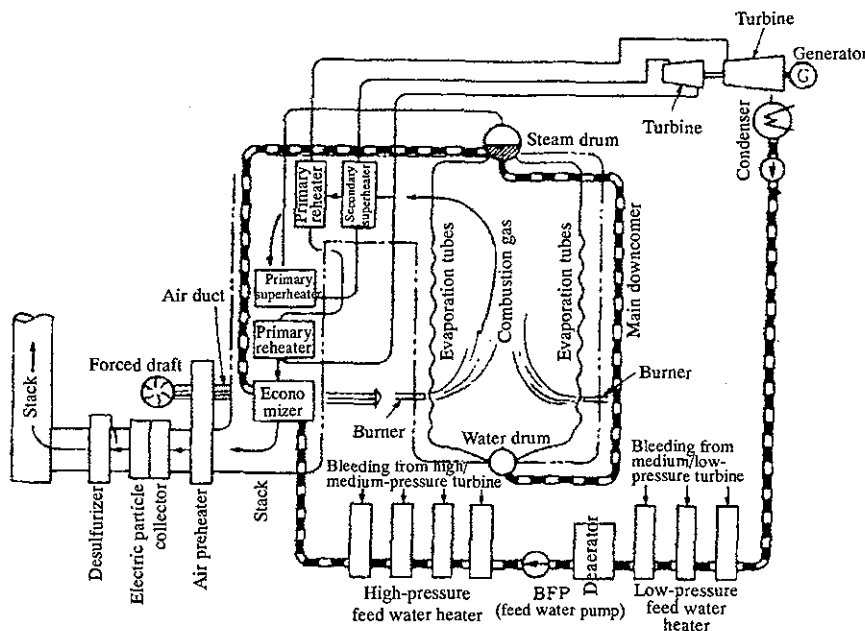 Turbine
Generator
G
Turbine
Condenser
Steam drum
Primary
reheater
Secondary
superheater
Primary
superheater
Primary
reheater
Evaporation tubes
Combustion gas
Evaporation tubes
Main downcomer
Air duct
Forced draft
Stack
Econo
mizer
Burner
Burner
Water drum
Bleeding from high/
medium-pressure turbine
Bleeding from
medium/low-
pressure turbine
Desulfurizer
Electric particle
collector
Air preheater
Stack
Deaerator
High-pressure
feed water heater
BFP
(feed water pump)
Low-pressure
feed water
heater